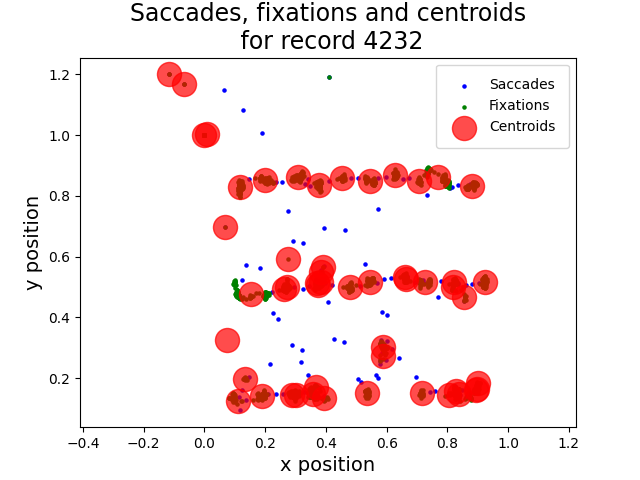 Saccades, fixations and centroids
for record 4232
1.2
1.0
0.8
0.6
0.4
0.2
y position
Saccades
Fixations
Centroids
−0.4 −0.2 0.0 0.2 0.4 0.6 0.8 1.0 1.2
x position